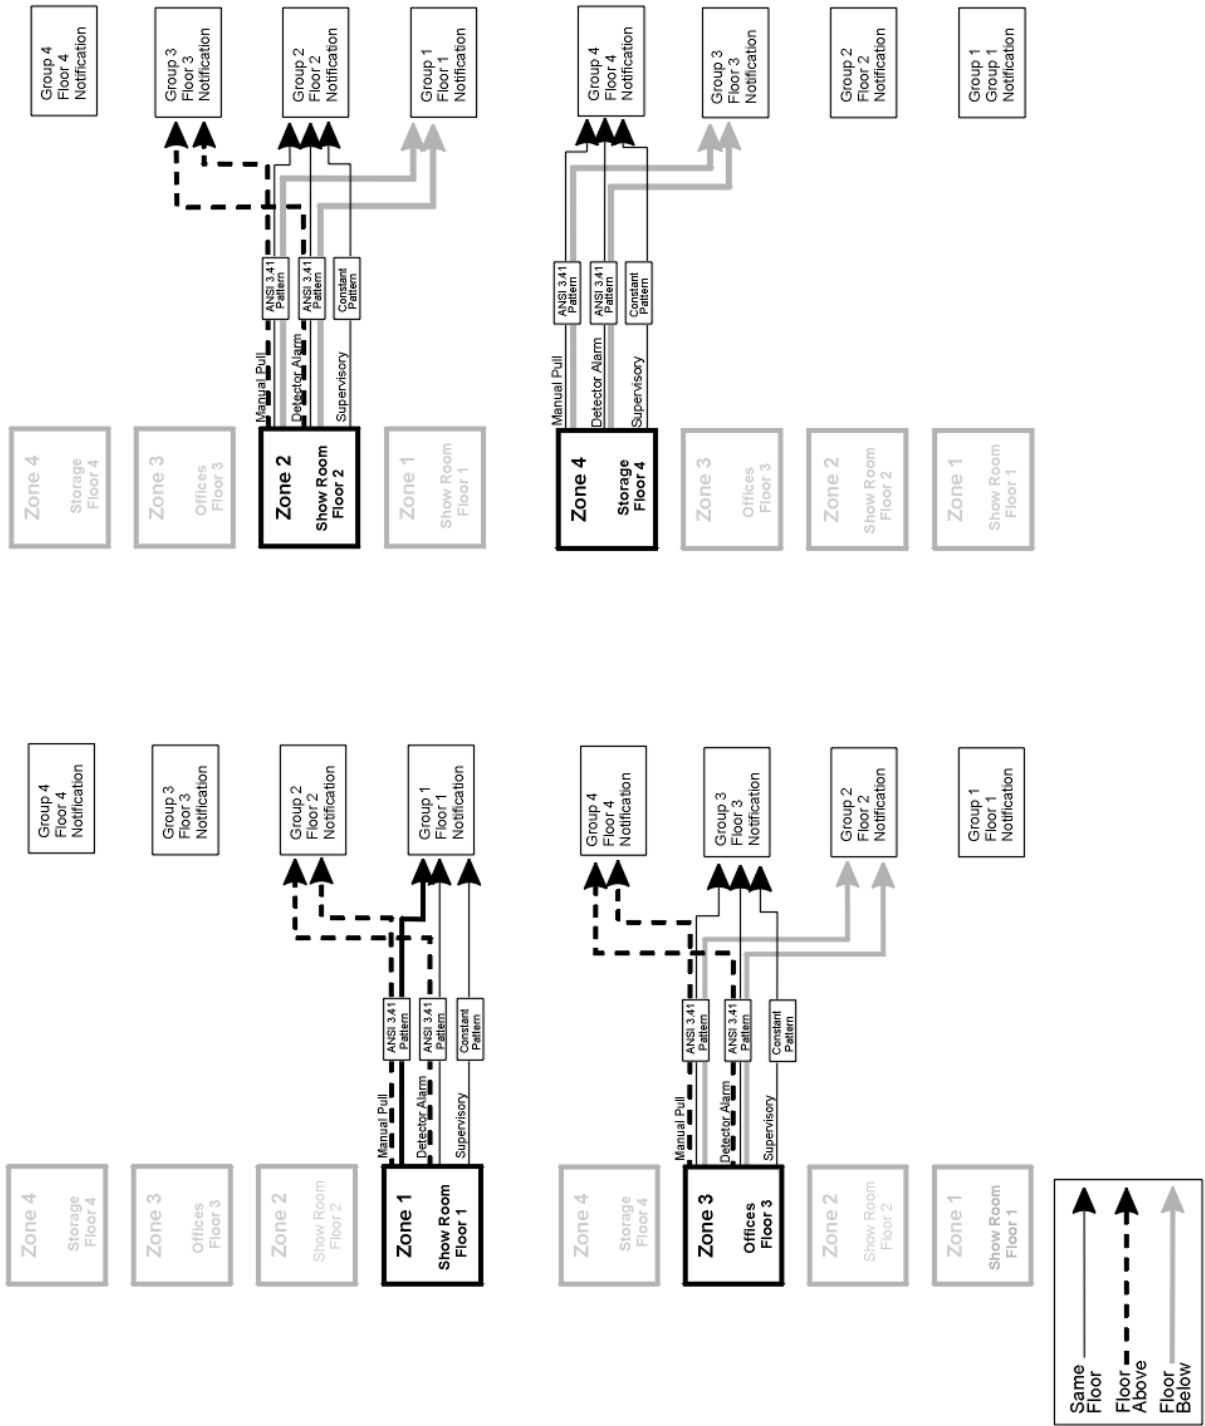 Zone 4
Storage
Floor 4
Group 4
Floor 4
Notification
Zone 3
Offices
Floor 3
Group 3
Floor 3
Notification
Zone 2
Show Room
Floor 2
Group 2
Floor 2
Notification
Zone 1
Show Room
Floor 1
Manual Pull
ANSI 3.41
Pattern
Detector Alarm
ANSI 3.41
Pattern
Supervisory
Constant
Pattern
Group 1
Floor 1
Notification
Zone 4
Storage
Floor 4
Group 4
Floor 4
Notification
Zone 3
Offices
Floor 3
Group 3
Floor 3
Notification
Zone 2
Show Room
Floor 2
Manual Pull
ANSI 3.41
Pattern
Detector Alarm
ANSI 3.41
Pattern
Supervisory
Constant
Pattern
Group 2
Floor 2
Notification
Zone 1
Show Room
Floor 1
Group 1
Floor 1
Notification
Zone 4
Storage
Floor 4
Group 4
Floor 4
Notification
Zone 3
Offices
Floor 3
Manual Pull
ANSI 3.41
Pattern
Detector Alarm
ANSI 3.41
Pattern
Supervisory
Constant
Pattern
Group 3
Floor 3
Notification
Zone 2
Show Room
Floor 2
Group 2
Floor 2
Notification
Zone 1
Show Room
Floor 1
Group 1
Floor 1
Notification
Zone 4
Storage
Floor 4
Manual Pull
ANSI 3.41
Pattern
Detector Alarm
ANSI 3.41
Pattern
Supervisory
Constant
Pattern
Group 4
Floor 4
Notification
Zone 3
Offices
Floor 3
Group 3
Floor 3
Notification
Zone 2
Show Room
Floor 2
Group 2
Floor 2
Notification
Zone 1
Show Room
Floor 1
Group 1
Group 1
Notification
Same
Floor
Floor
Above
Floor
Below